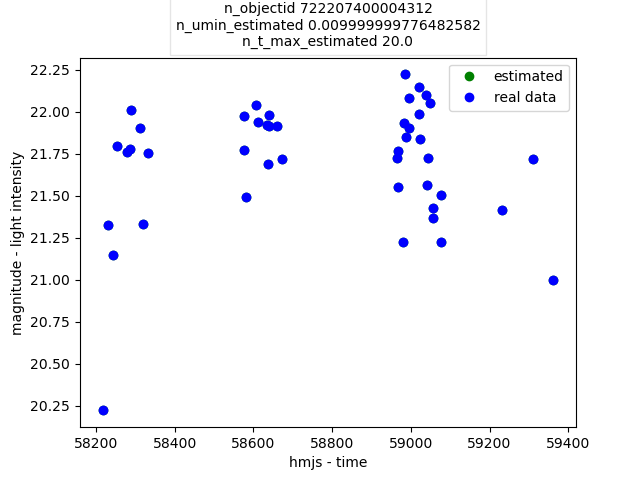 n_objectid 722207400004312
n_umin_estimated 0.009999999776482582
n_t_max_estimated 20.0
estimated
real data
magnitude - light intensity
22.25
22.00
21.75
21.50
21.25
21.00
20.75
20.50
20.25
58200 58400 58600 58800 59000 59200 59400
hmjs - time